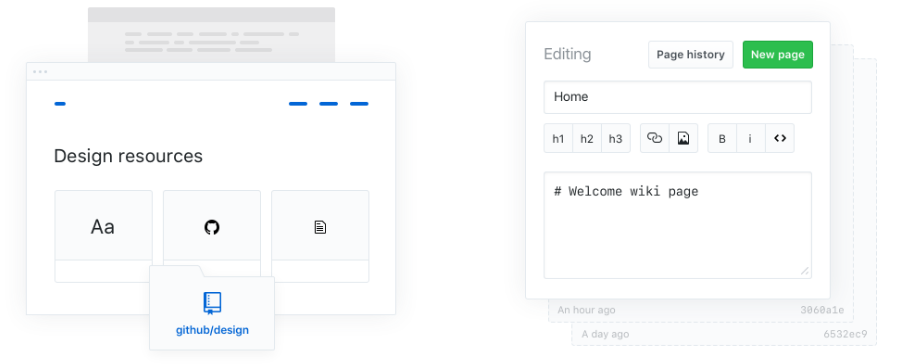 Design resources
Aa
github/design
Editing
Page history
New page
Home
h1 h2 h3 B i <>
# Welcome wiki page
An hour ago 3060a1e
A day ago 6532ec9